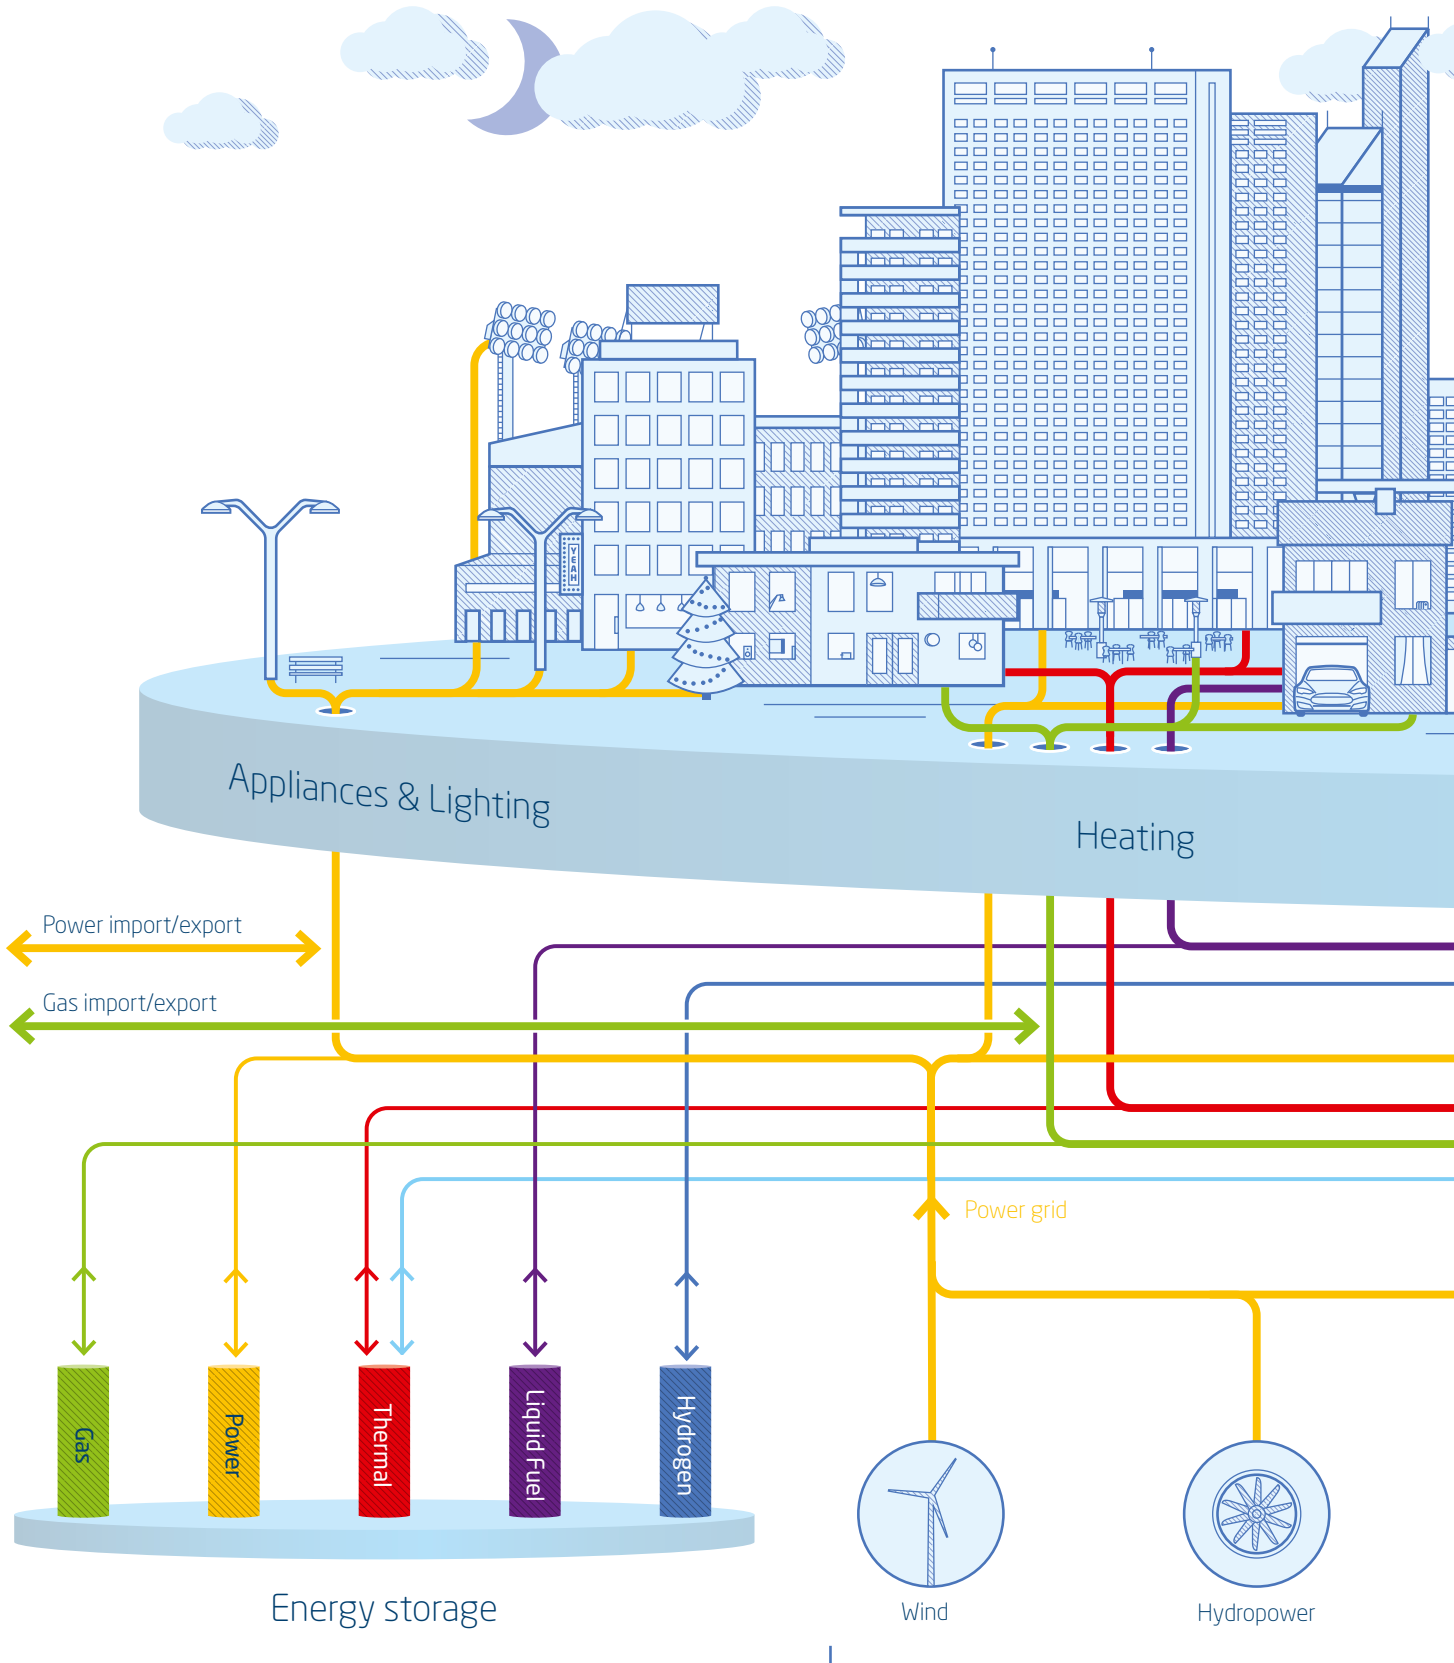 YEAH
Appliances & Lighting
Heating
Power import/export
Gas import/export
Power grid
Gas
Power
Thermal
Liquid Fuel
Hydrogen
Energy storage
Wind
Hydropower